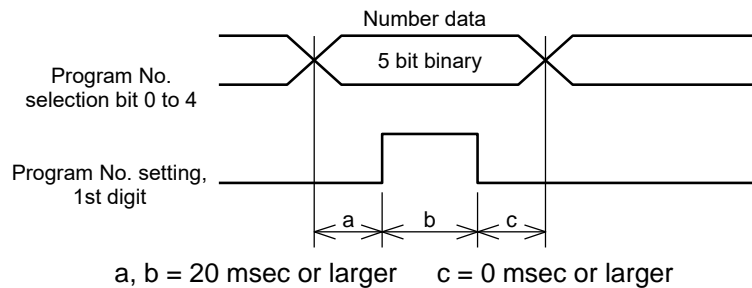 Number data
5 bit binary
Program No.
selection bit 0 to 4
Program No. setting,
1st digit
a
b
c
a, b = 20 msec or larger c = 0 msec or larger